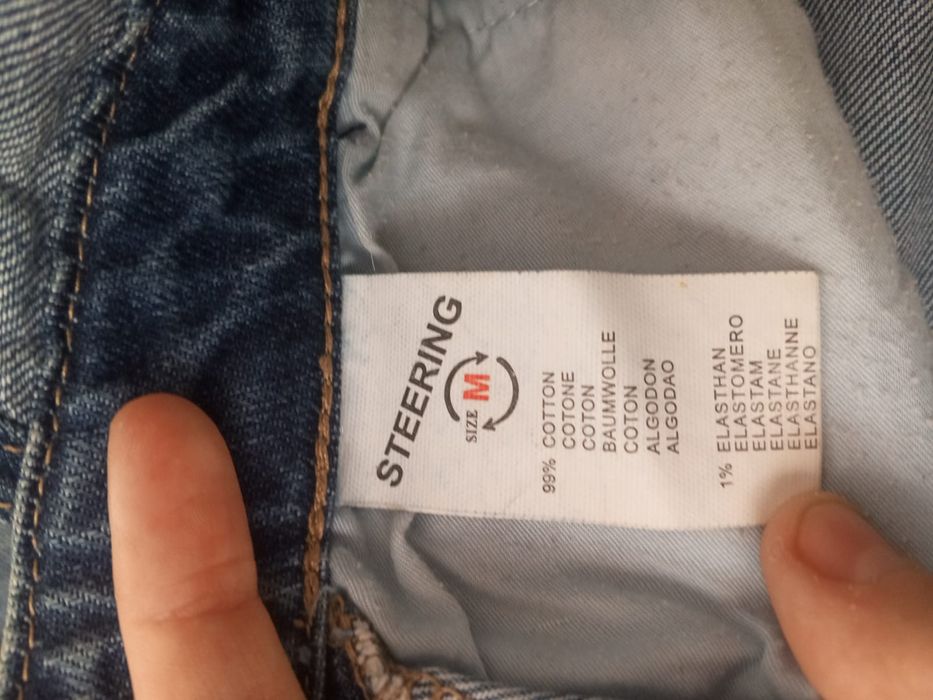 STEERING
SIZE M
99% COTTON
COTONE
COTON
BAUMWOLLE
COTON
ALGODON
ALGODAO
1% ELASTHAN
ELASTOMERO
ELASTAM
ELASTANE
ELASTHANNE
ELASTANO